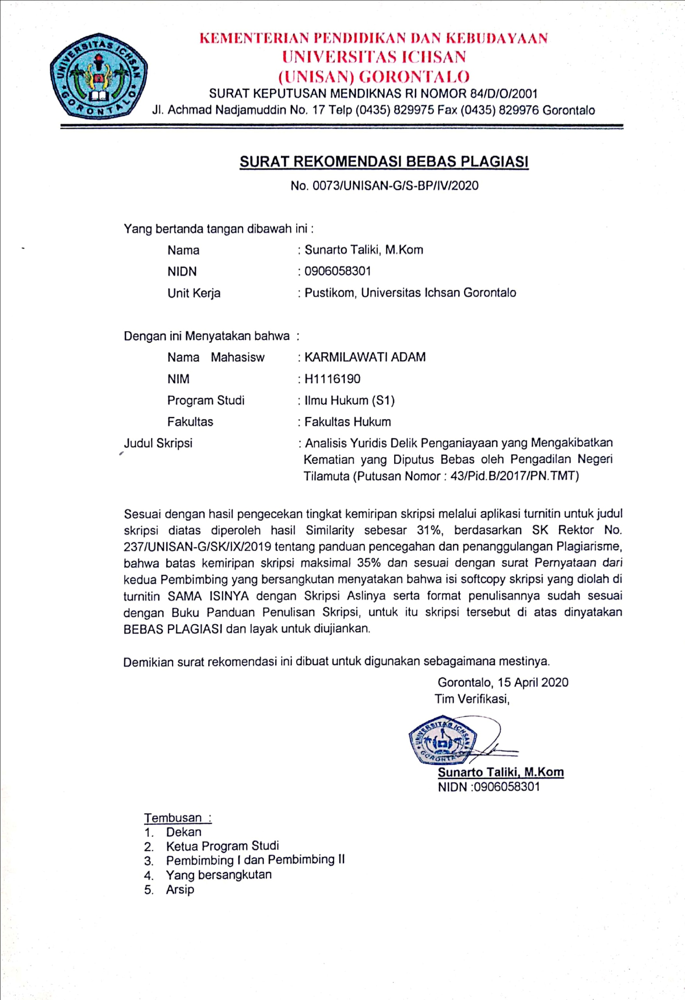 UNIVERSITAS ICHSAN
GORONTALO
KEMENTERIAN PENDIDIKAN DAN KEBUDAYAAN
UNIVERSITAS ICHSAN
(UNISAN) GORONTALO
SURAT KEPUTUSAN MENDIKNAS RI NOMOR 84/D/O/2001
Jl. Achmad Nadjamuddin No. 17 Telp (0435) 829975 Fax (0435) 829976 Gorontalo
SURAT REKOMENDASI BEBAS PLAGIASI
No. 0073/UNISAN-G/S-BP/IV/2020
Yang bertanda tangan dibawah ini :
Nama : Sunarto Taliki, M.Kom
NIDN : 0906058301
Unit Kerja : Pustikom, Universitas Ichsan Gorontalo
Dengan ini Menyatakan bahwa :
Nama Mahasisw : KARMILAWATI ADAM
NIM : H1116190
Program Studi : Ilmu Hukum (S1)
Fakultas : Fakultas Hukum
Judul Skripsi : Analisis Yuridis Delik Penganiayaan yang Mengakibatkan
Kematian yang Diputus Bebas oleh Pengadilan Negeri
Tilamuta (Putusan Nomor : 43/Pid.B/2017/PN.TMT)
Sesuai dengan hasil pengecekan tingkat kemiripan skripsi melalui aplikasi turnitin untuk judul
skripsi diatas diperoleh hasil Similarity sebesar 31%, berdasarkan SK Rektor No.
237/UNISAN-G/SK/IX/2019 tentang panduan pencegahan dan penanggulangan Plagiarisme,
bahwa batas kemiripan skripsi maksimal 35% dan sesuai dengan surat Pernyataan dari
kedua Pembimbing yang bersangkutan menyatakan bahwa isi softcopy skripsi yang diolah di
turnitin SAMA ISINYA dengan Skripsi Aslinya serta format penulisannya sudah sesuai
dengan Buku Panduan Penulisan Skripsi, untuk itu skripsi tersebut di atas dinyatakan
BEBAS PLAGIASI dan layak untuk diujiankan.
Demikian surat rekomendasi ini dibuat untuk digunakan sebagaimana mestinya.
Gorontalo, 15 April 2020
Tim Verifikasi,
UNIVERSITAS ICHSAN
GORONTALO
Sunarto Taliki, M.Kom
NIDN :0906058301
Tembusan :
1. Dekan
2. Ketua Program Studi
3. Pembimbing I dan Pembimbing II
4. Yang bersangkutan
5. Arsip